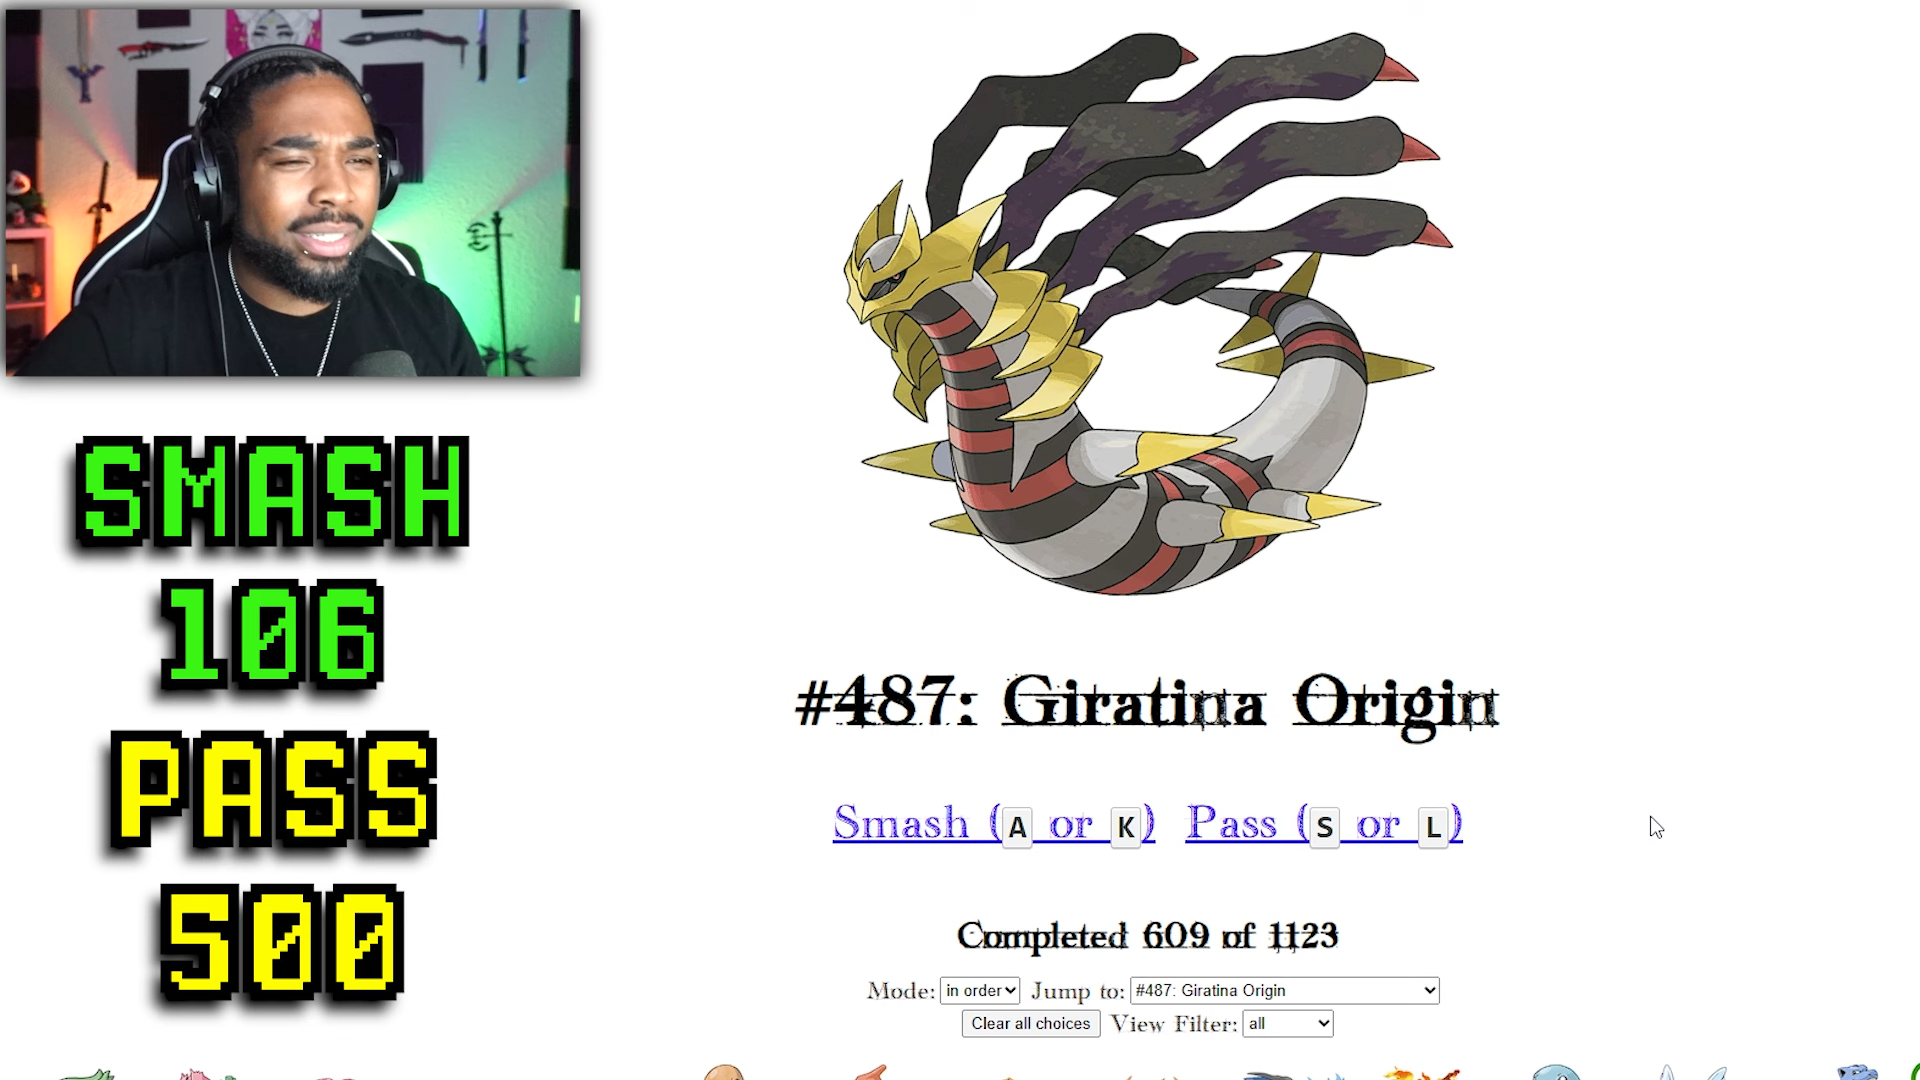 SMASH
106
PASS
500
#487: Giratina Origin
Smash (A or K) Pass (S or L)
Completed 609 of 1123
Mode: in order Jump to: #487: Giratina Origin
Clear all choices View Filter: all